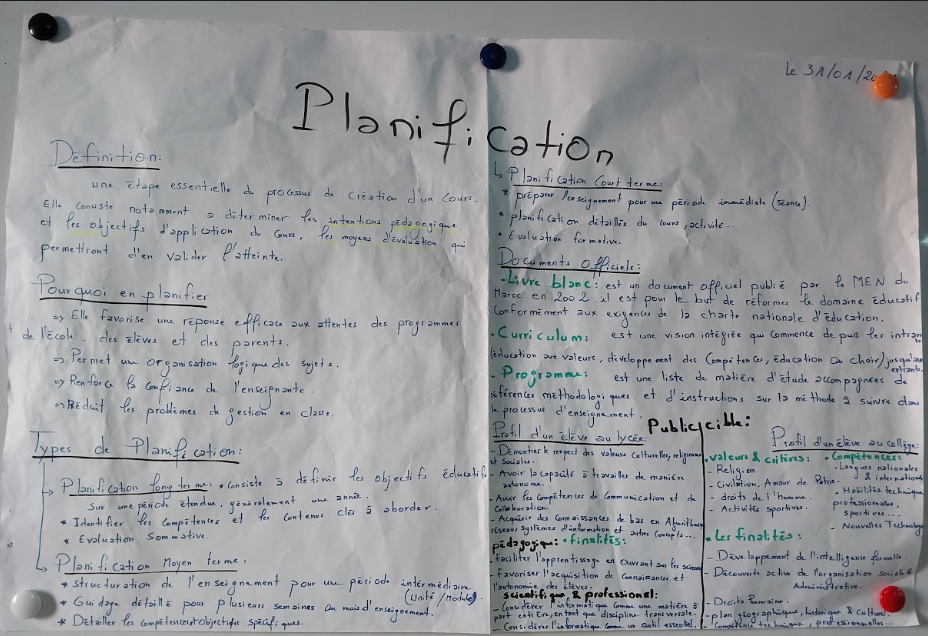 Le 31/01/20
Planification
Définition:
une étape essentielle du processus de création d'un cours.
Elle consiste notamment a déterminer les intentions pédagogique
et les objectifs d'application du cours, les moyens d'évaluation qui
permettront d'en valider l'atteinte.
Pourquoi en planifier
=> Elle favorise une réponse efficace aux attentes des programmes
de l'école, des élèves et des parents.
=> Permet une organisation logique des sujets.
=> Renforce la confiance de l'enseignante.
=> Réduit les problèmes de gestion en classe.
Types de Planification:
Planification long terme: consiste à définir les objectifs éducatifs
sur une période étendue, généralement une année.
* Identifier les compétences et les contenus clés à aborder.
* Evaluation Sommative.
Planification Moyen terme:
* Structuration de l'enseignement pour une période intermédiaire
(Unité/module).
* Guidage détaillé pour plusieurs semaines ou mois d'enseignement.
* Détailler les compétences et objectifs spécifiques.
Planification Court terme:
* préparer l'enseignement pour une période immédiate (séance).
* planification détaillés du cours, activité...
* Evaluation formative.
Documents Officiels:
- Livre blanc: est un document officiel publié par le MEN du
Maroc en 2002. il est pour le but de réformes le domaine éducatif
conformément aux exigences de la charte nationale d'éducation.
- Curriculum: est une vision intégrée qui commence depuis les intrants
(éducation aux valeurs, développement des compétences, éducation au choix) jusqu'aux
extrants.
- Programme: est une liste de matière d'étude accompagnées de
références méthodologiques et d'instructions sur la méthode à suivre dans
le processus d'enseignement.
Public cible:
Profil d'un élève au lycée:
- Démontrer le respect des valeurs culturelles, religieuses
et sociales.
- Avoir la capacité à travailler de manière
autonome.
- Avoir les compétences de communication et de
collaboration.
- Acquérir des connaissances de bas en Algorithme
réseaux systèmes d'information et autre concepts...
pédagogique: • finalités:
- faciliter l'apprentissage en ouvrant sur les sciences
- favoriser l'acquisition de connaissances et
l'autonomie des élèves.
scientifique & professionnel:
- Considérer l'informatique comme une matière à
part entière, en tant que discipline transversale.
- Considérer l'informatique comme un outil essentiel.
Profil d'un élève au collège:
• valeurs & critères:
- Religion
- Civilisation, Amour de Patrie.
- droits de l'homme.
- Activités sportives.
• Compétences:
- Langues nationales
& internationales
- Habilités techniques
professionnelles,
sportives...
- Nouvelles Technologie
• Les finalités:
- Développement de l'intelligence formelle.
- Découverte active de l'organisation sociale &
Administrative.
- Droits humains.
- plan géographique, historique & culturel
- Compétence technique, professionnelles...